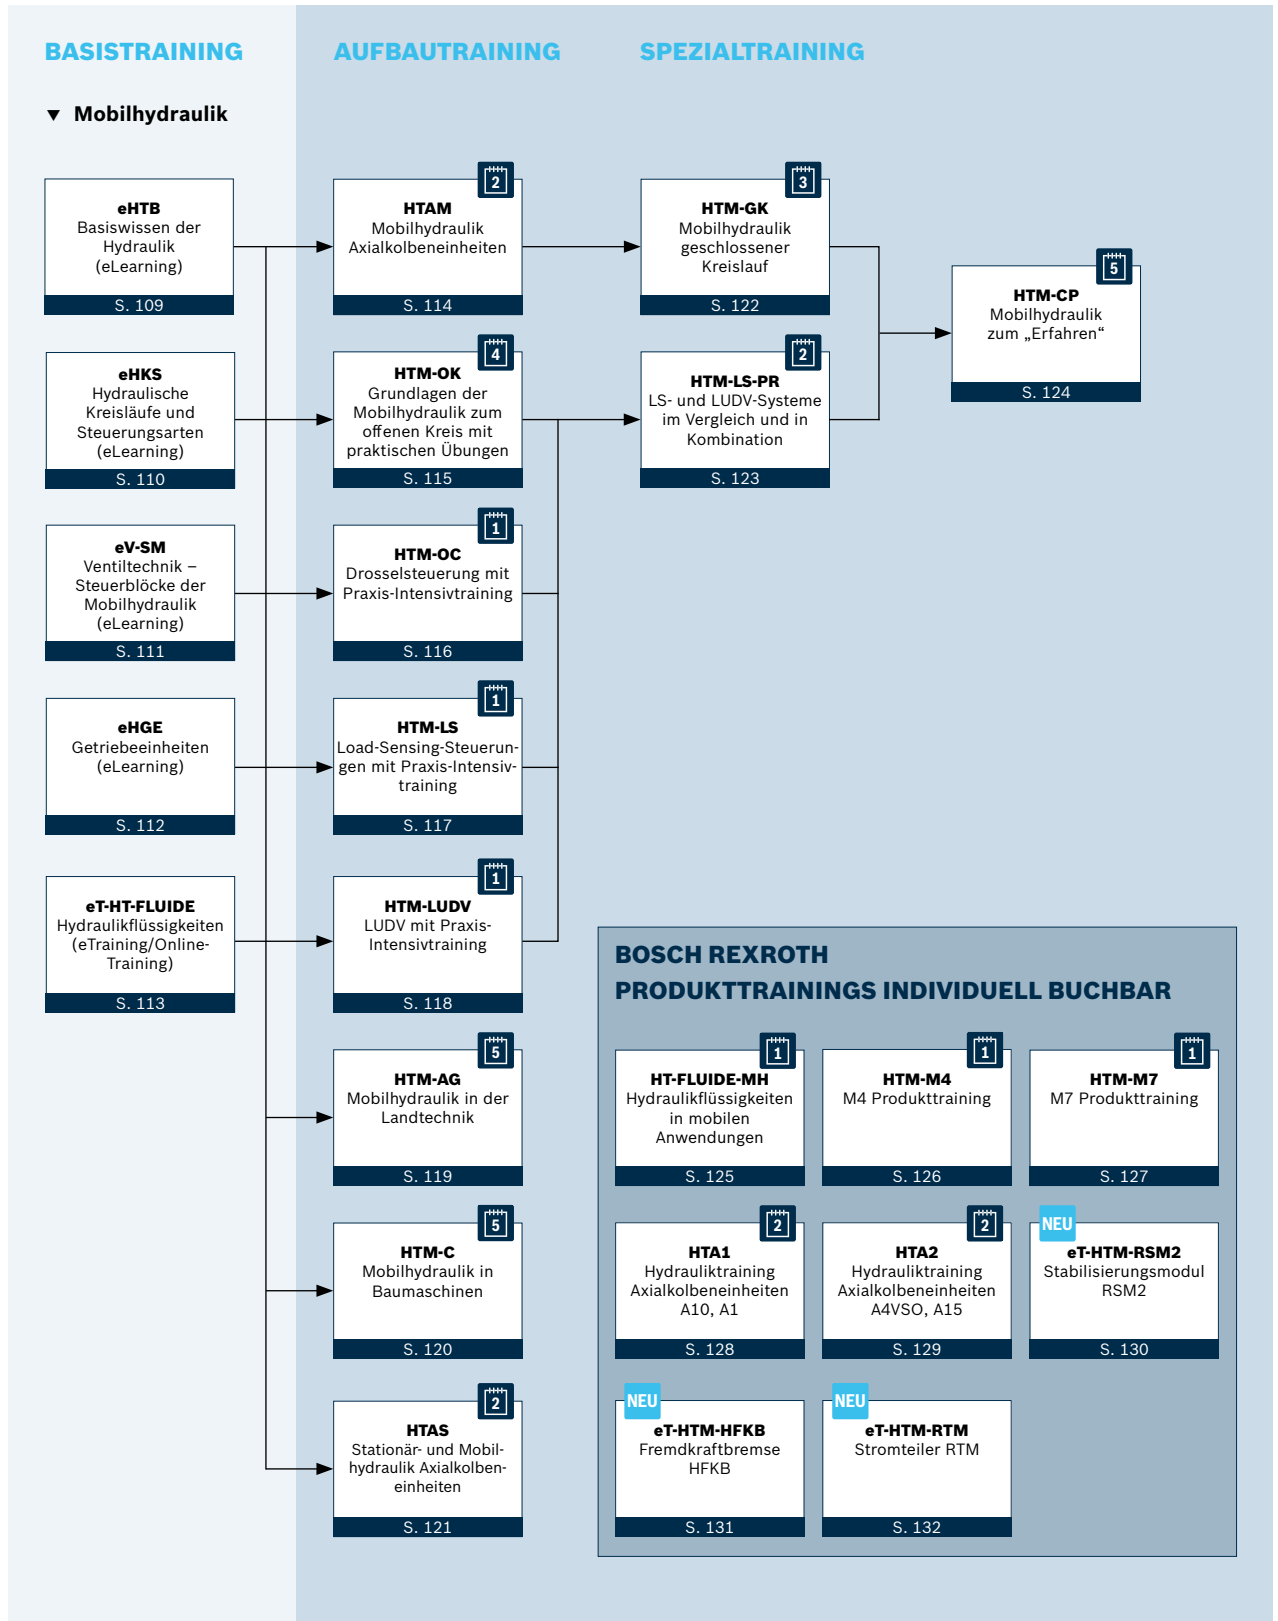 BASISTRAINING
AUFBAUTRAINING
SPEZIALTRAINING
▼ Mobilhydraulik
eHTB
Basiswissen der
Hydraulik
(eLearning)
S. 109
eHKS
Hydraulische
Kreisläufe und
Steuerungsarten
(eLearning)
S. 110
eV-SM
Ventiltechnik –
Steuerblöcke der
Mobilhydraulik
(eLearning)
S. 111
eHGE
Getriebeeinheiten
(eLearning)
S. 112
eT-HT-FLUIDE
Hydraulikflüssigkeiten
(eTraining/Online-
Training)
S. 113
2
HTAM
Mobilhydraulik
Axialkolbeneinheiten
S. 114
4
HTM-OK
Grundlagen der
Mobilhydraulik zum
offenen Kreis mit
praktischen Übungen
S. 115
1
HTM-OC
Drosselsteuerung mit
Praxis-Intensivtraining
S. 116
1
HTM-LS
Load-Sensing-Steuerun-
gen mit Praxis-Intensiv-
training
S. 117
1
HTM-LUDV
LUDV mit Praxis-
Intensivtraining
S. 118
5
HTM-AG
Mobilhydraulik in der
Landtechnik
S. 119
5
HTM-C
Mobilhydraulik in
Baumaschinen
S. 120
2
HTAS
Stationär- und Mobil-
hydraulik Axialkolben-
einheiten
S. 121
3
HTM-GK
Mobilhydraulik
geschlossener
Kreislauf
S. 122
2
HTM-LS-PR
LS- und LUDV-Systeme
im Vergleich und in
Kombination
S. 123
5
HTM-CP
Mobilhydraulik
zum „Erfahren“
S. 124
BOSCH REXROTH
PRODUKTTRAININGS INDIVIDUELL BUCHBAR
1
HT-FLUIDE-MH
Hydraulikflüssigkeiten
in mobilen
Anwendungen
S. 125
1
HTM-M4
M4 Produkttraining
S. 126
1
HTM-M7
M7 Produkttraining
S. 127
2
HTA1
Hydrauliktraining
Axialkolbeneinheiten
A10, A1
S. 128
2
HTA2
Hydrauliktraining
Axialkolbeneinheiten
A4VSO, A15
S. 129
NEU
eT-HTM-RSM2
Stabilisierungsmodul
RSM2
S. 130
NEU
eT-HTM-HFKB
Fremdkraftbremse
HFKB
S. 131
NEU
eT-HTM-RTM
Stromteiler RTM
S. 132